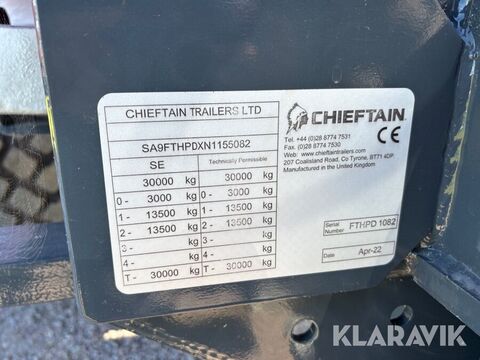 CHIEFTAIN TRAILERS LTD
SA9FTHPDXN1155082
SE Technically Permissible
30000 kg 30000 kg
0- 3000 kg 0- 3000 kg
1- 13500 kg 1- 13500 kg
2- 13500 kg 2- 13500 kg
3- kg 3- kg
4- kg 4- kg
T- 30000 kg T- 30000 kg
CHIEFTAIN
Tel. +44 (0)28 8774 7531
Fax (0)28 8774 7530
Web: www.chieftaintrailers.com
207 Coalisland Road, Co Tyrone, BT71 4DP
Manufactured in the United Kingdom
CE
Serial Number FTHPD 1082
Date Apr-22
KLARAVIK